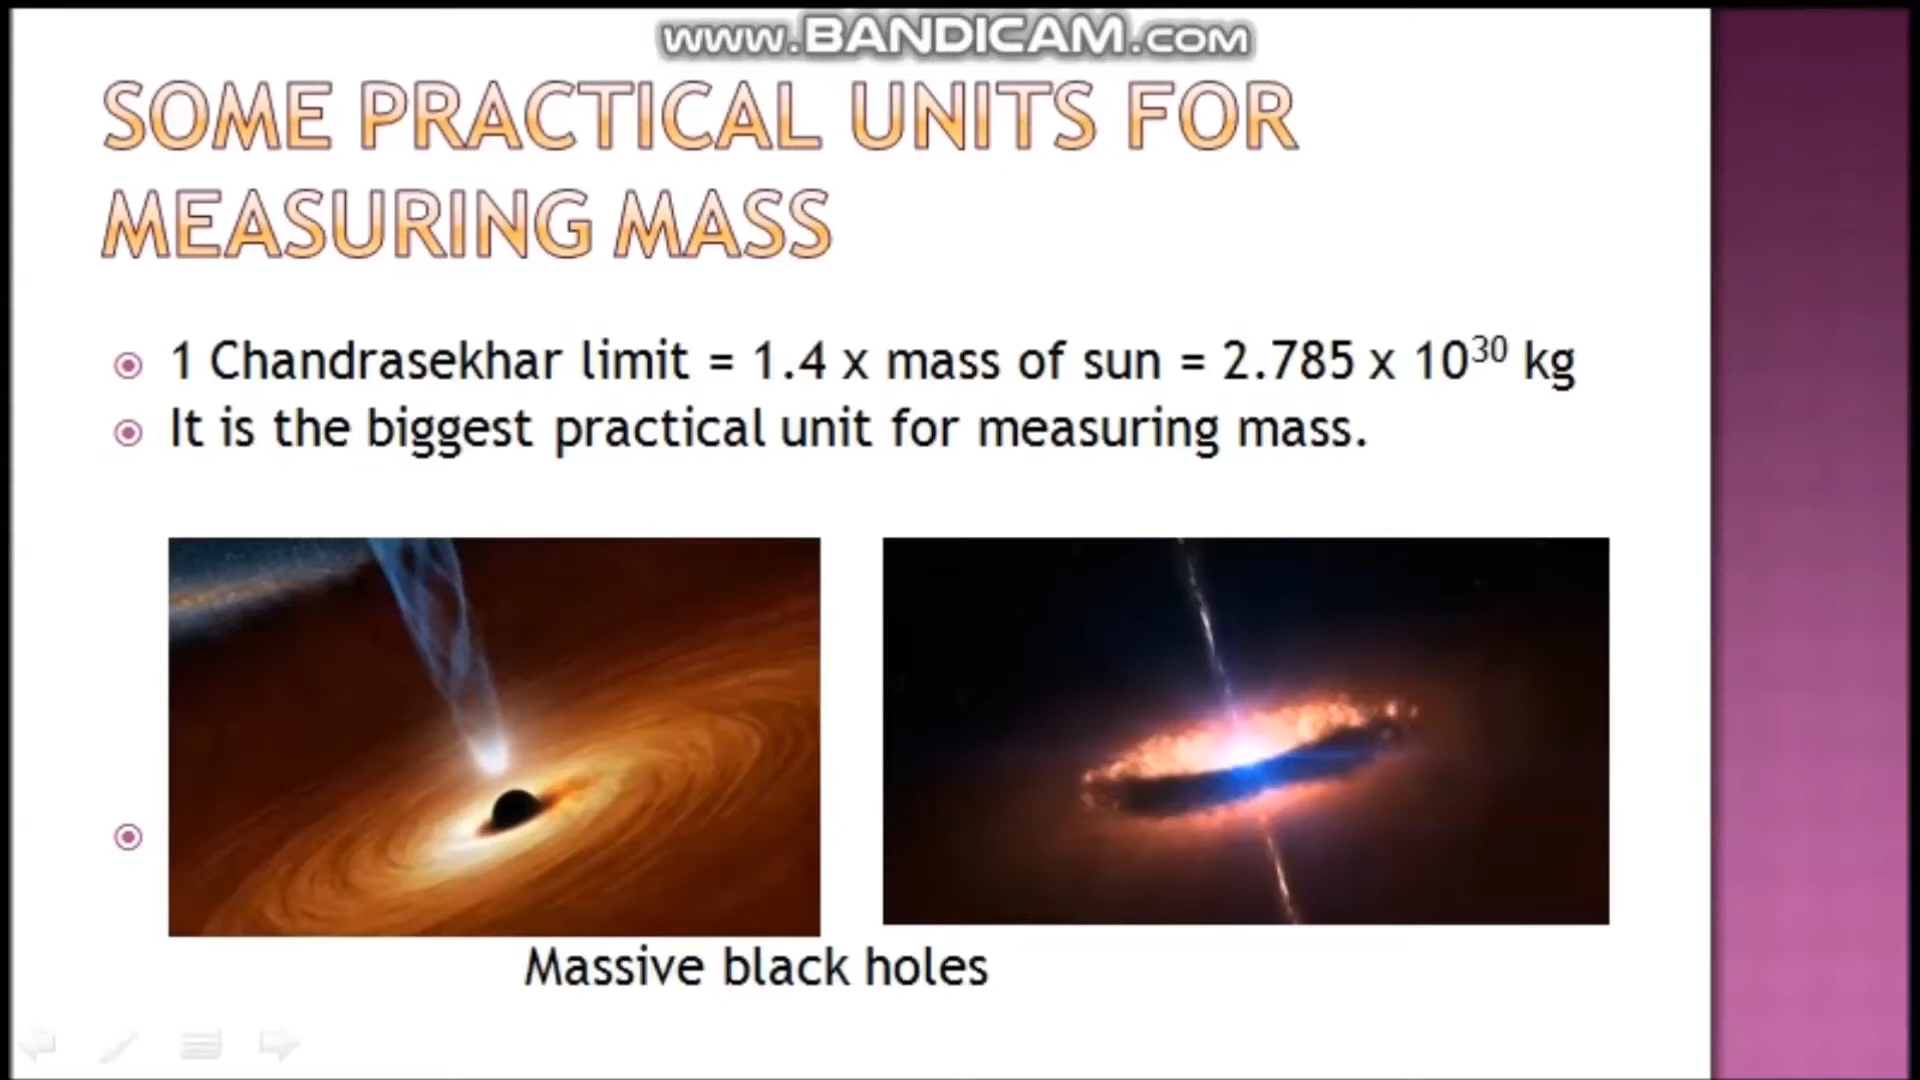 www.BANDICAM.com
SOME PRACTICAL UNITS FOR
MEASURING MASS
1 Chandrasekhar limit = 1.4 x mass of sun = 2.785 x 10³⁰ kg
It is the biggest practical unit for measuring mass.
Massive black holes